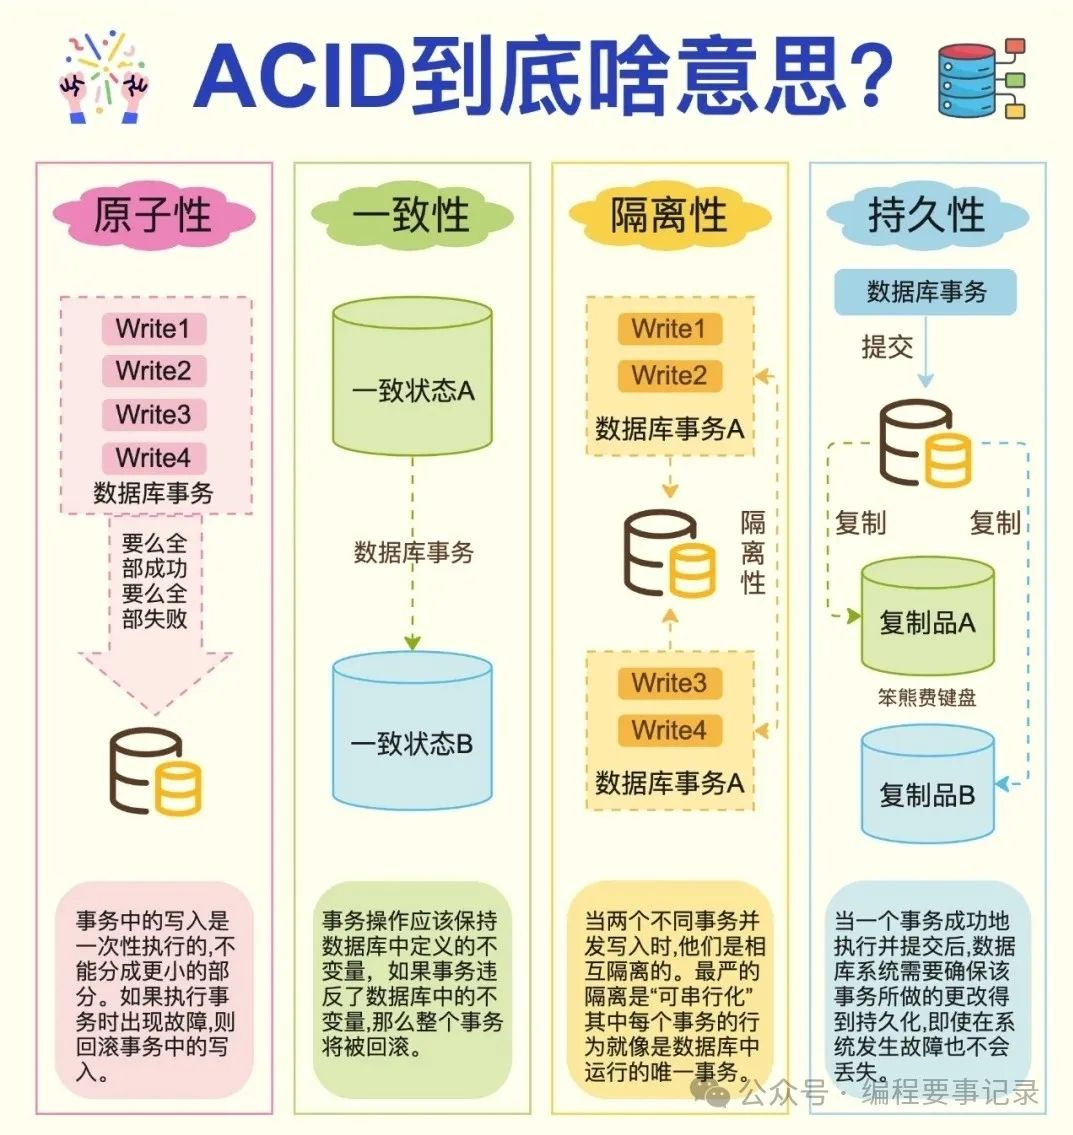 ACID到底啥意思?
原子性
Write1
Write2
Write3
Write4
数据库事务
要么全
部成功
要么全
部失败
事务中的写入是
一次性执行的,不
能分成更小的部
分。如果执行事
务时出现故障,则
回滚事务中的写
入。
一致性
一致状态A
数据库事务
一致状态B
事务操作应该保持
数据库中定义的不
变量，如果事务违
反了数据库中的不
变量,那么整个事务
将被回滚。
隔离性
Write1
Write2
数据库事务A
隔
离
性
Write3
Write4
数据库事务A
当两个不同事务并
发写入时,他们是相
互隔离的。最严的
隔离是“可串行化”
其中每个事务的行
为就像是数据库中
运行的唯一事务。
持久性
数据库事务
提交
复制
复制
复制品A
笨熊费键盘
复制品B
当一个事务成功地
执行并提交后,数据
库系统需要确保该
事务所做的更改得
到持久化,即使在系
统发生故障也不会
丢失。
公众号·编程要事记录